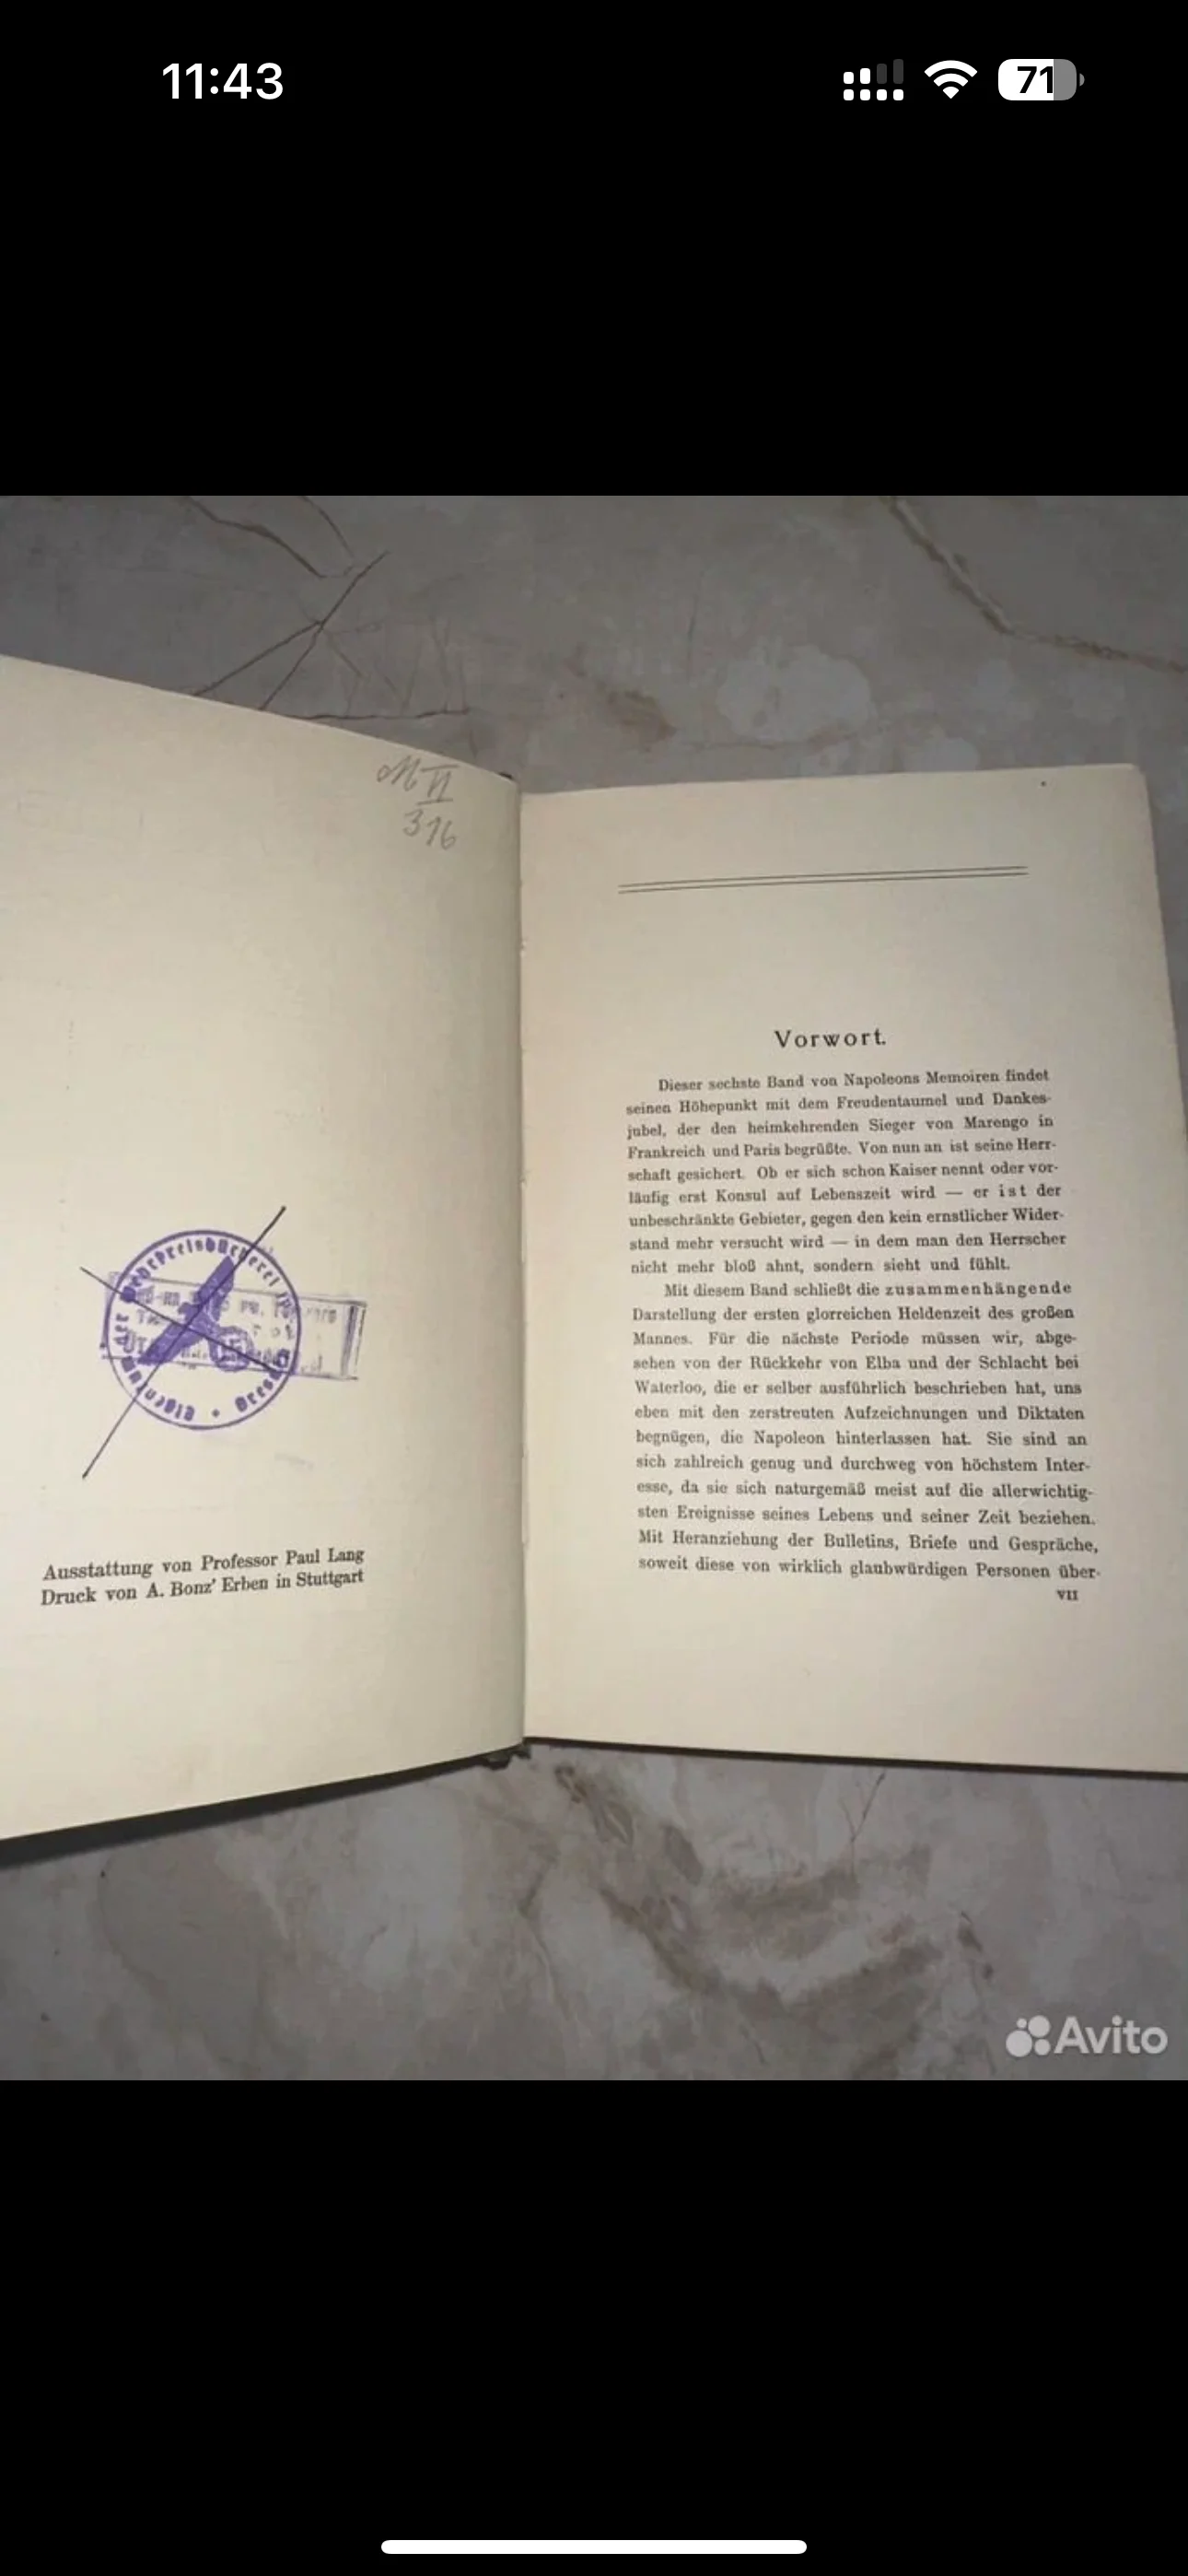 11:43
71
M II
316
Ausstattung von Professor Paul Lang
Druck von A. Bonz' Erben in Stuttgart
Vorwort.
Dieser sechste Band von Napoleons Memoiren findet
seinen Höhepunkt mit dem Freudentaumel und Dankes-
jubel, der den heimkehrenden Sieger von Marengo in
Frankreich und Paris begrüßte. Von nun an ist seine Herr-
schaft gesichert. Ob er sich schon Kaiser nennt oder vor-
läufig erst Konsul auf Lebenszeit wird — er ist der
unbeschränkte Gebieter, gegen den kein ernstlicher Wider-
stand mehr versucht wird — in dem man den Herrscher
nicht mehr bloß ahnt, sondern sieht und fühlt.
Mit diesem Band schließt die zusammenhängende
Darstellung der ersten glorreichen Heldenzeit des großen
Mannes. Für die nächste Periode müssen wir, abge-
sehen von der Rückkehr von Elba und der Schlacht bei
Waterloo, die er selber ausführlich beschrieben hat, uns
eben mit den zerstreuten Aufzeichnungen und Diktaten
begnügen, die Napoleon hinterlassen hat. Sie sind an
sich zahlreich genug und durchweg von höchstem Inter-
esse, da sie sich naturgemäß meist auf die allerwichtig-
sten Ereignisse seines Lebens und seiner Zeit beziehen.
Mit Heranziehung der Bulletins, Briefe und Gespräche,
soweit diese von wirklich glaubwürdigen Personen über-
VII
Eigentum der Wehrkreisbücherei
Avito